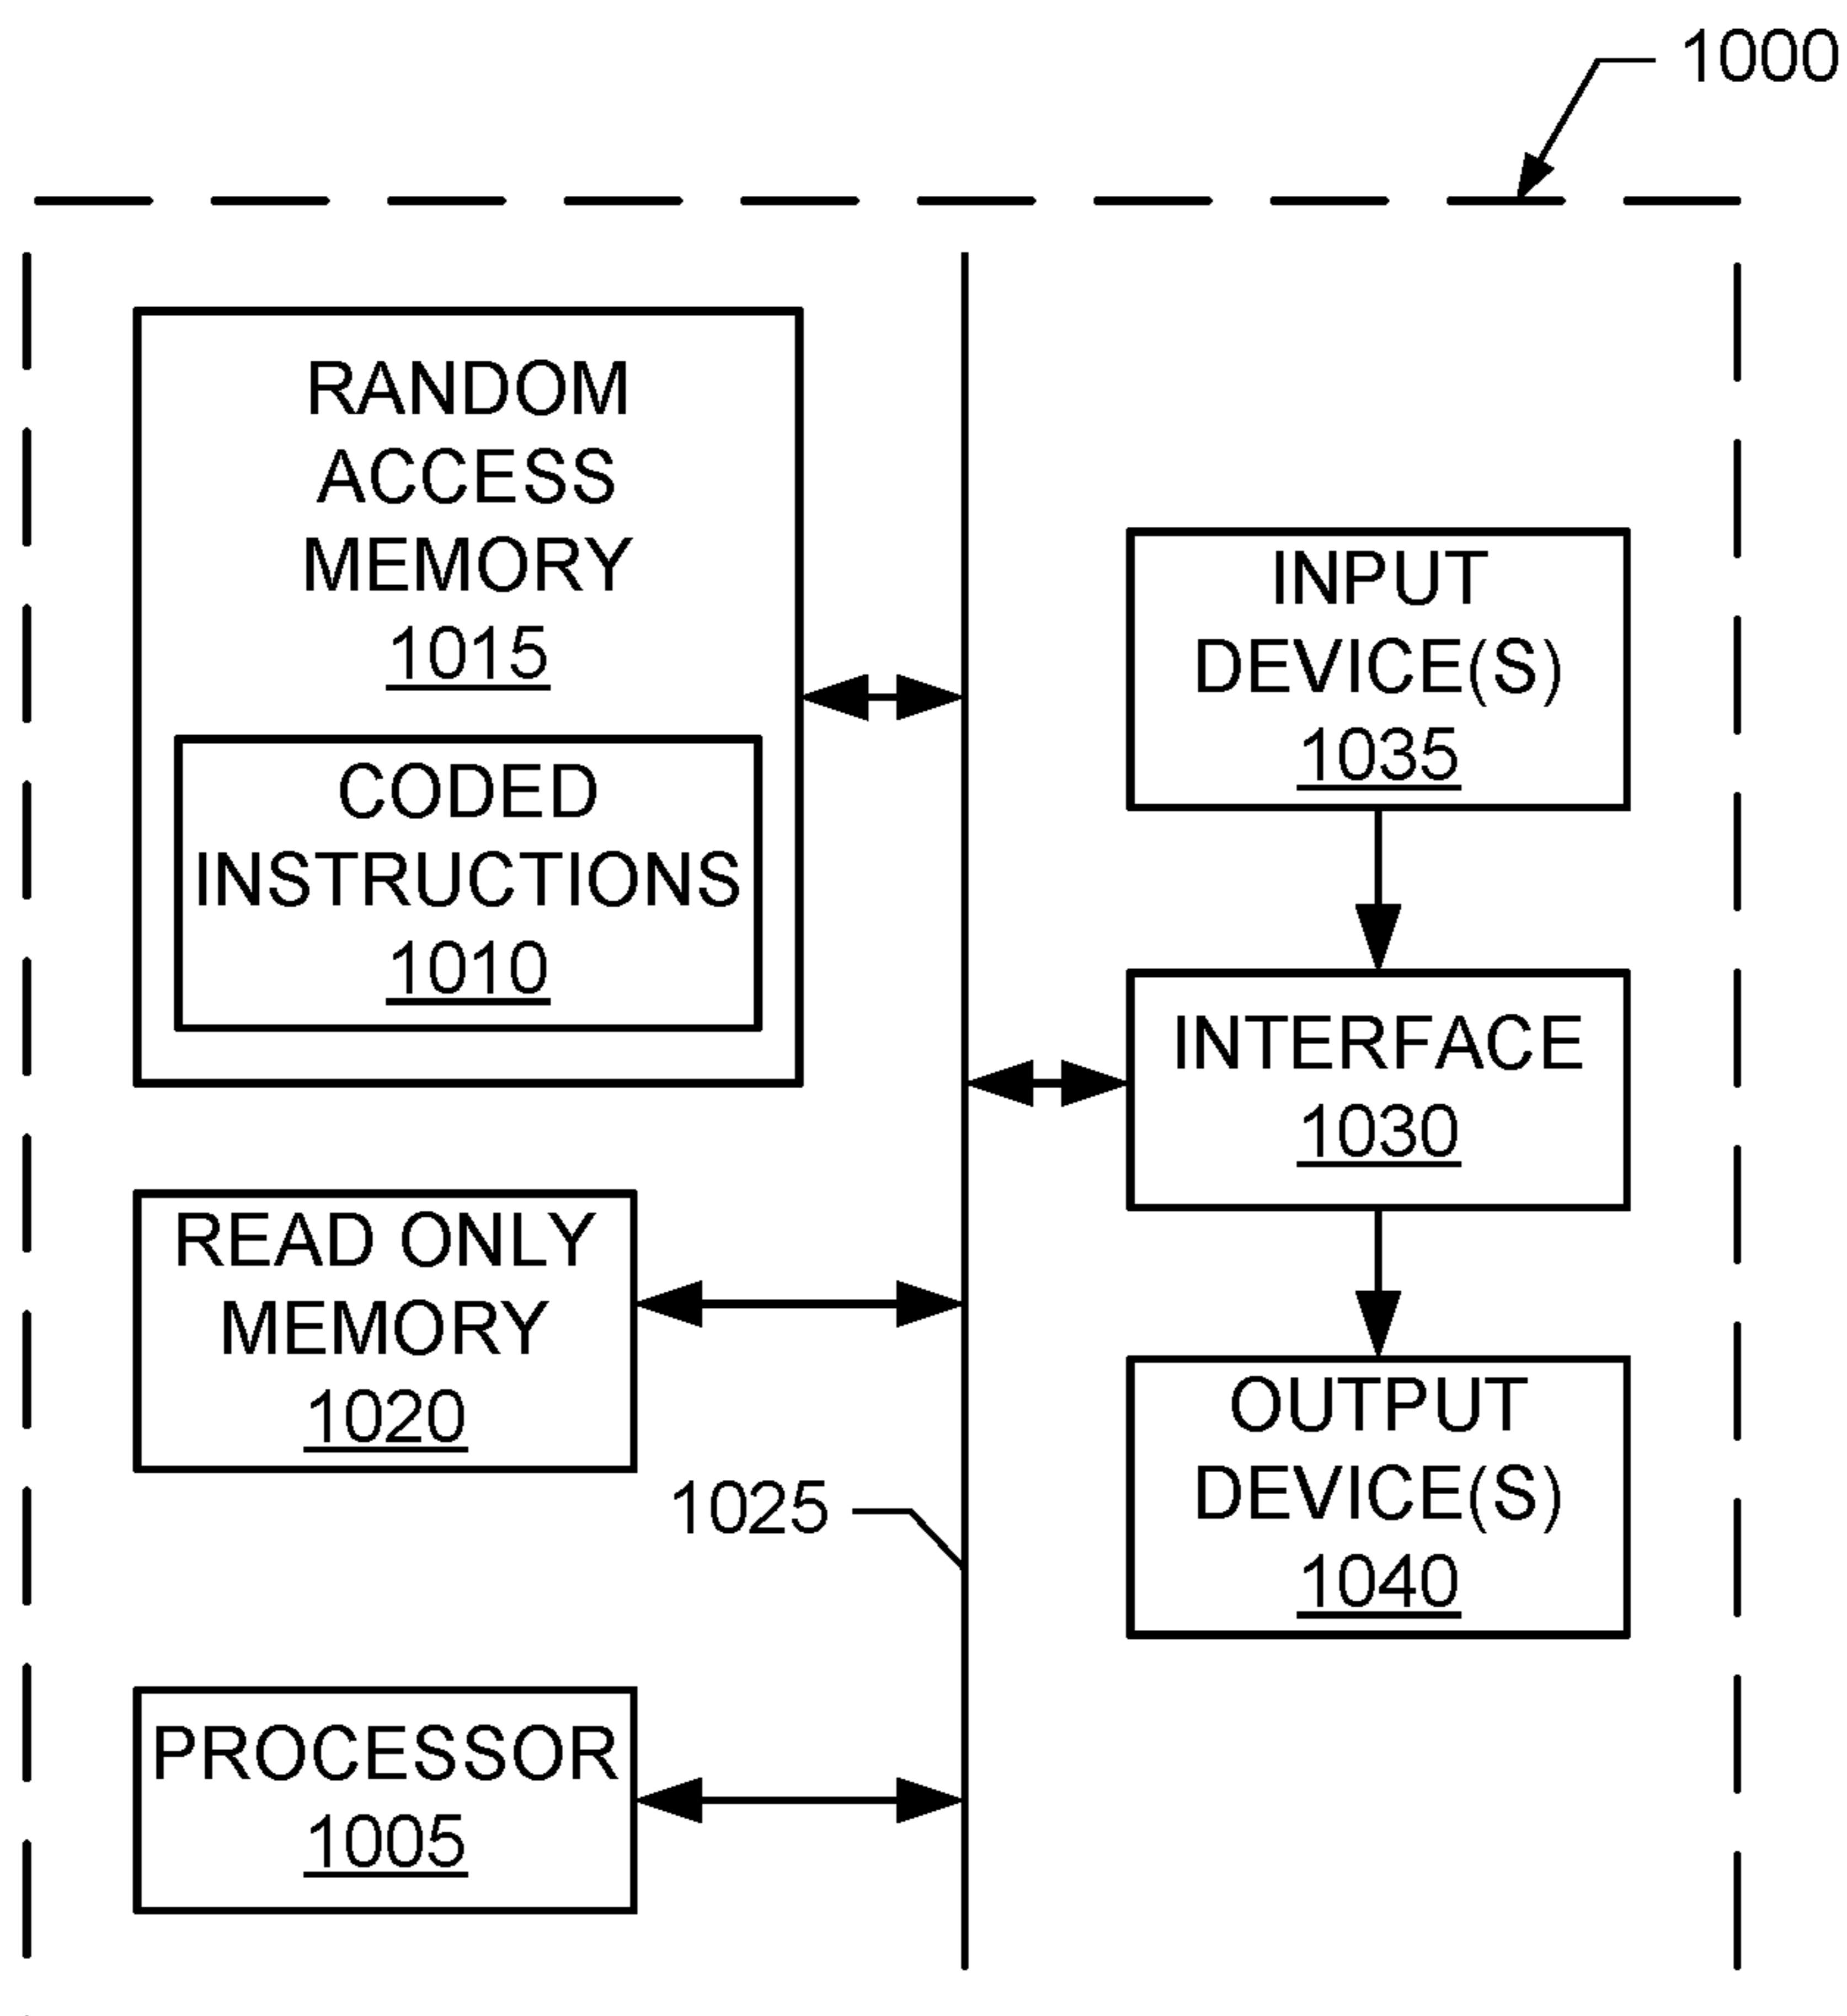 1000
RANDOM
ACCESS
MEMORY
1015
CODED
INSTRUCTIONS
1010
READ ONLY
MEMORY
1020
1025
PROCESSOR
1005
INPUT
DEVICE(S)
1035
INTERFACE
1030
OUTPUT
DEVICE(S)
1040